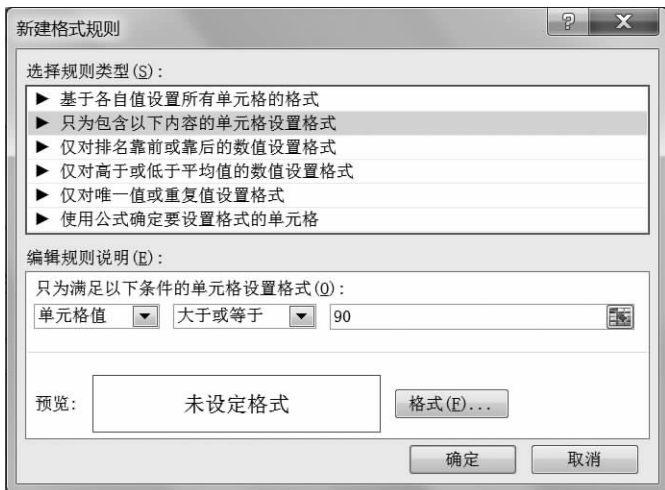 新建格式规则
选择规则类型(S):
► 基于各自值设置所有单元格的格式
► 只为包含以下内容的单元格设置格式
► 仅对排名靠前或靠后的数值设置格式
► 仅对高于或低于平均值的数值设置格式
► 仅对唯一值或重复值设置格式
► 使用公式确定要设置格式的单元格
编辑规则说明(E):
只为满足以下条件的单元格设置格式(O):
单元格值 大于或等于 90
预览: 未设定格式 格式(F)...
确定 取消